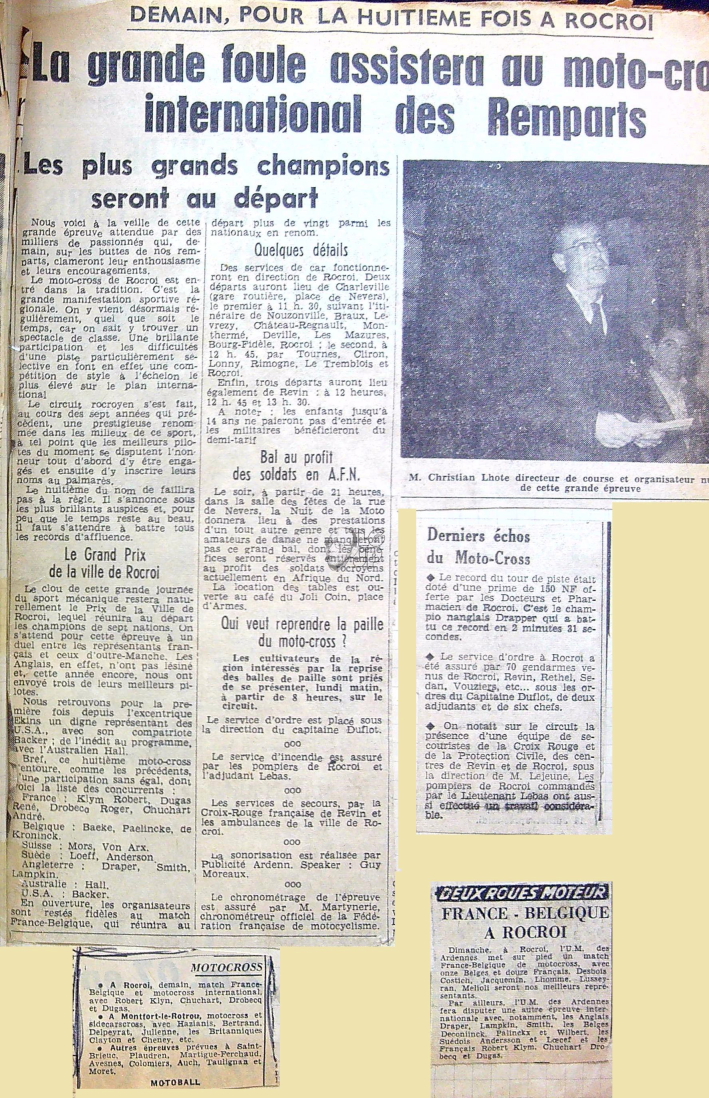 DEMAIN, POUR LA HUITIEME FOIS A ROCROI
La grande foule assistera au moto-cro
international des Remparts
Les plus grands champions
seront au départ
Nous voici à la veille de cette
grande épreuve attendue par des
milliers de passionnés qui, de-
main, sur les buttes de nos rem-
parts, clameront leur enthousiasme
et leurs encouragements.
Le moto-cross de Rocroi est en-
tré dans la tradition. C'est la
grande manifestation sportive ré-
gionale. On y vient désormais ré-
gulièrement, quel que soit le
temps, car on sait y trouver un
spectacle de classe. Une brillante
participation et les difficultés
d'une piste particulièrement sé-
lective en font en effet une com-
pétition de style à l'échelon le
plus élevé sur le plan inter-
national
Le circuit rocroyen s'est fait,
au cours des sept années qui pré-
cèdent, une prestigieuse renom-
mée dans les milieux de ce sport,
à tel point que les meilleurs pilo-
tes du moment se disputent l'hon-
neur tout d'abord d'y être enga-
gés et ensuite d'y inscrire leurs
noms au palmarès.
Le huitième du nom de faillira
pas à la règle. Il s'annonce sous
les plus brillants auspices et, pour
peu que le temps reste au beau,
il faut s'attendre à battre tous
les records d'affluence.
Le Grand Prix
de la ville de Rocroi
Le clou de cette grande journée
du sport mécanique restera natu-
rellement le Prix de la Ville de
Rocroi, lequel réunira au départ
les champions de sept nations. On
s'attend pour cette épreuve à un
duel entre les représentants fran-
çais et ceux d'outre-Manche. Les
Anglais, en effet, n'ont pas lésiné
et, cette année encore, nous ont
envoyé trois de leurs meilleurs pi-
lotes.
Nous retrouvons pour la pre-
mière fois depuis l'excentrique
Ekins un digne représentant des
U.S.A., avec son compatriote
Backer ; de l'inédit au programme,
avec l'Australien Hall.
Bref, ce huitième moto-cross
s'entoure, comme les précédents,
d'une participation sans égal, dont
voici la liste des concurrents :
France : Klym Robert, Dugas
René, Drobecq Roger, Chuchart
André.
Belgique : Baeke, Paelincke, de
Kroninck.
Suisse : Mors, Von Arx.
Suède : Loeff, Anderson.
Angleterre : Draper, Smith,
Lampkin.
Australie : Hall.
U.S.A. : Backer.
En ouverture, les organisateurs
sont restés fidèles au match
France-Belgique, qui réunira au
départ plus de vingt parmi les
nationaux en renom.
Quelques détails
Des services de car fonctionne-
ront en direction de Rocroi. Deux
départs auront lieu de Charleville
(gare routière, place de Nevers),
le premier à 11 h. 30, suivant l'iti-
néraire de Nouzonville, Braux, Le-
vrezy, Château-Regnault, Mon-
thermé, Deville, Les Mazures,
Bourg-Fidèle, Rocroi ; le second, à
12 h. 45, par Tournes, Cliron,
Lonny, Rimogne, Le Tremblois et
Rocroi.
Enfin, trois départs auront lieu
également de Revin : à 12 heures,
12 h. 45 et 13 h. 30.
A noter : les enfants jusqu'à
14 ans ne paieront pas d'entrée et
les militaires bénéficieront du
demi-tarif
Bal au profit
des soldats en A.F.N.
Le soir, à partir de 21 heures,
dans la salle des fêtes de la rue
de Nevers, la Nuit de la Moto
donnera lieu à des prestations
d'un tout autre genre et tous les
amateurs de danse ne manqueront
pas ce grand bal, dont les béné-
fices seront réservés entièrement
au profit des soldats rocroyens
actuellement en Afrique du Nord.
La location des tables est ou-
verte au café du Joli Coin, place
d'Armes.
Qui veut reprendre la paille
du moto-cross ?
Les cultivateurs de la ré-
gion intéressés par la reprise
des balles de paille sont priés
de se présenter, lundi matin,
à partir de 8 heures, sur le
circuit.
Le service d'ordre est placé sous
la direction du capitaine Duflot.
ooo
Le service d'incendie est assuré
par les pompiers de Rocroi et
l'adjudant Lebas.
ooo
Les services de secours, par la
Croix-Rouge française de Revin et
les ambulances de la ville de Ro-
croi.
ooo
La sonorisation est réalisée par
Publicité Ardenn. Speaker : Guy
Moreaux.
ooo
Le chronométrage de l'épreuve
est assuré par M. Martynerie,
chronométreur officiel de la Fédé-
ration française de motocyclisme.
M. Christian Lhote directeur de course et organisateur nu
de cette grande épreuve
Derniers échos
du Moto-Cross
◆ Le record du tour de piste était
doté d'une prime de 150 NF of-
ferte par les Docteurs et Phar-
macien de Rocroi. C'est le cham-
pio nanglais Drapper qui a bat-
tu ce record en 2 minutes 31 se-
condes.
◆ Le service d'ordre à Rocroi a
été assuré par 70 gendarmes ve-
nus de Rocroi, Revin, Rethel, Se-
dan, Vouziers, etc... sous les or-
dres du Capitaine Duflot, de deux
adjudants et de six chefs.
◆ On notait sur le circuit la
présence d'une équipe de se-
couristes de la Croix Rouge et
de la Protection Civile, des cen-
tres de Revin et de Rocroi, sous
la direction de M. Lejeune. Les
pompiers de Rocroi commandés
par le Lieutenant Lebas ont aus-
si effectué un travail considéra-
ble.
DEUX ROUES MOTEUR
FRANCE - BELGIQUE
A ROCROI
Dimanche, à Rocroi, l'U.M. des
Ardennes met sur pied un match
France-Belgique de motocross, avec
onze Belges et douze Français. Desbois
Costich, Jacquemin, Lhomme, Lussey-
ran, Melioli seront nos meilleurs repré-
sentants.
Par ailleurs, l'U.M. des Ardennes
fera disputer une autre épreuve inter-
nationale avec, notamment, les Anglais
Draper, Lampkin, Smith, les Belges
Deconinck, Palinckx et Wilbert, les
Suédois Andersson et Lœcef et les
Français Robert Klym, Chuchart Dro-
becq et Dugas.
MOTOCROSS
● A Rocroi, demain, match France-
Belgique et motocross international,
avec Robert Klyn, Chuchart, Drobecq
et Dugas.
● A Montfort-le-Rotrou, motocross et
sidecarscross, avec Hazianis, Bertrand,
Delpeyrat, Julienne, les Britanniques
Clayton et Cheney, etc.
● Autres épreuves prévues à Saint-
Brieuc, Plaudren, Martigue-Perchaud,
Avesnes, Colomiers, Auch, Taulignan et
Moret.
MOTOBALL